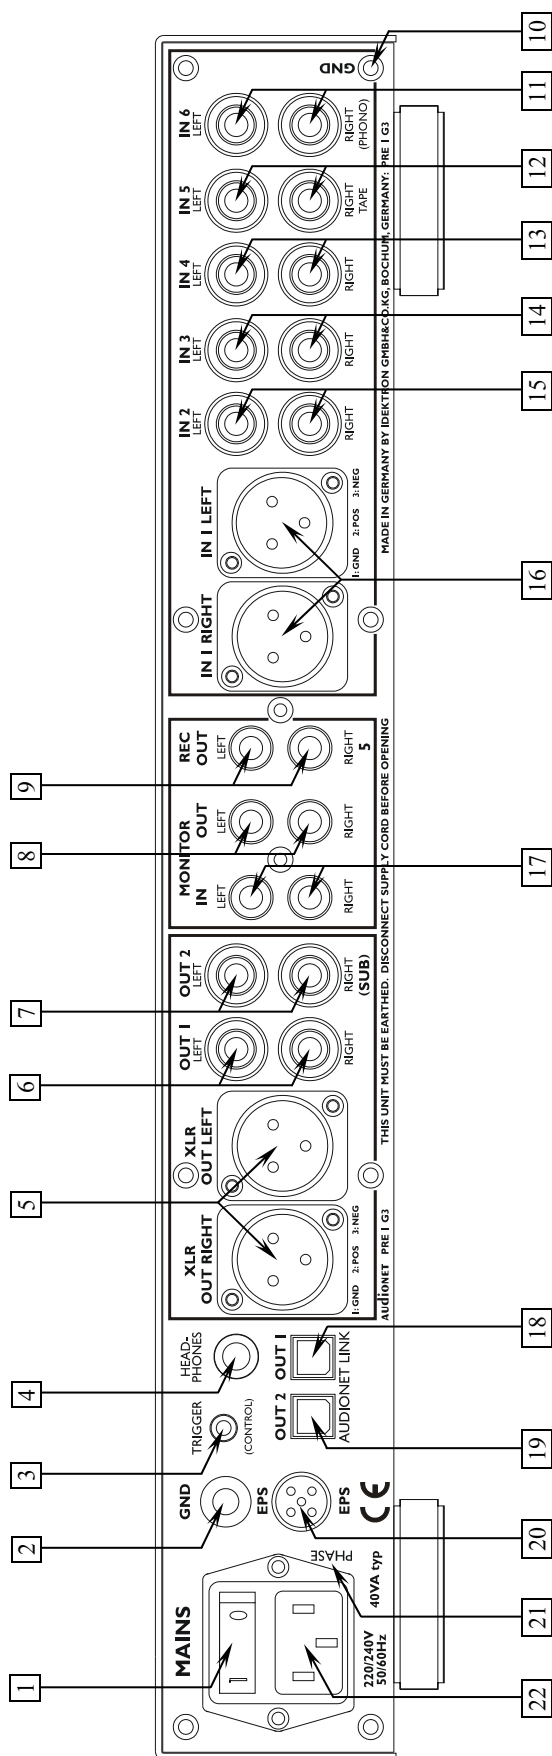 1
2
3
4
5
6
7
8
9
MAINS
GND
TRIGGER
(CONTROL)
HEAD-
PHONES
XLR
OUT RIGHT
XLR
OUT LEFT
OUT 1
LEFT
OUT 2
LEFT
MONITOR
IN
LEFT
OUT
LEFT
REC
OUT
LEFT
IN 1 RIGHT
IN 1 LEFT
IN 2
LEFT
IN 3
LEFT
IN 4
LEFT
IN 5
LEFT
IN 6
LEFT
EPS
EPS
PHASE
OUT 2
OUT 1
AUDIONET LINK
1: GND 2: POS 3: NEG
RIGHT
RIGHT
(SUB)
RIGHT
RIGHT
RIGHT
5
1: GND 2: POS 3: NEG
RIGHT
RIGHT
RIGHT
RIGHT
TAPE
RIGHT
(PHONO)
GND
220/240V
50/60Hz
40VA typ
CE
AUDIONET PRE 1 G3
THIS UNIT MUST BE EARTHED. DISCONNECT SUPPLY CORD BEFORE OPENING
MADE IN GERMANY BY IDEKTRON GMBH&CO.KG, BOCHUM, GERMANY: PRE 1 G3
22
21
20
19
18
17
16
15
14
13
12
11
10